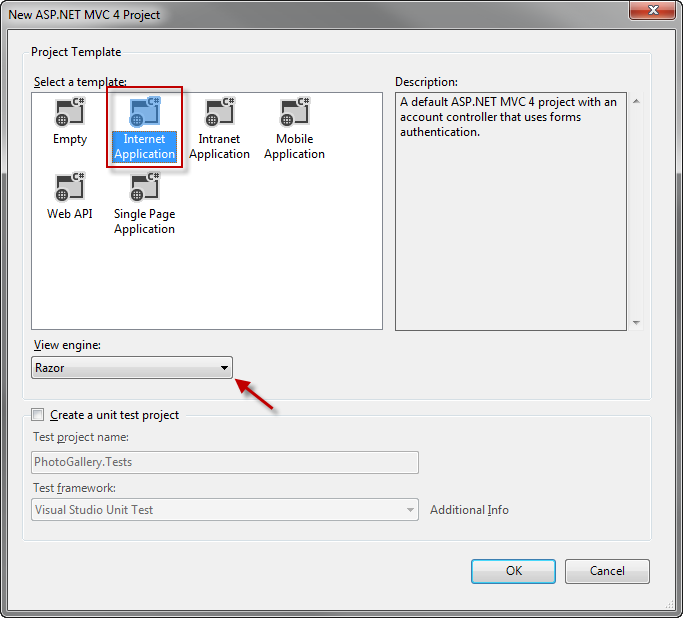 New ASP.NET MVC 4 Project
Project Template
Select a template:
Description:
C# Empty
C# Internet Application
C# Intranet Application
C# Mobile Application
C# Web API
C# Single Page Application
A default ASP.NET MVC 4 project with an
account controller that uses forms
authentication.
View engine:
Razor
Create a unit test project
Test project name:
PhotoGallery.Tests
Test framework:
Visual Studio Unit Test
Additional Info
OK
Cancel